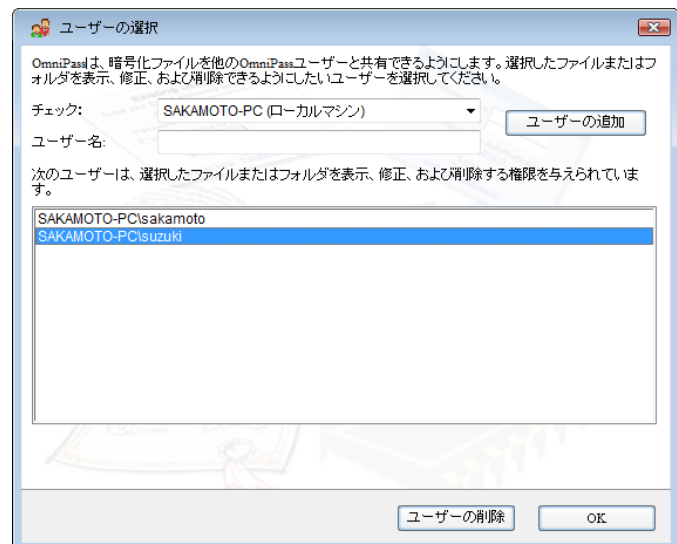 ユーザーの選択
OmniPassは、暗号化ファイルを他のOmniPassユーザーと共有できるようにします。選択したファイルまたはフ
ォルダを表示、修正、および削除できるようにしたいユーザーを選択してください。
チェック: SAKAMOTO-PC (ローカルマシン) ユーザーの追加
ユーザー名:
次のユーザーは、選択したファイルまたはフォルダを表示、修正、および削除する権限を与えられていま
す。
SAKAMOTO-PC\sakamoto
SAKAMOTO-PC\suzuki
ユーザーの削除 OK